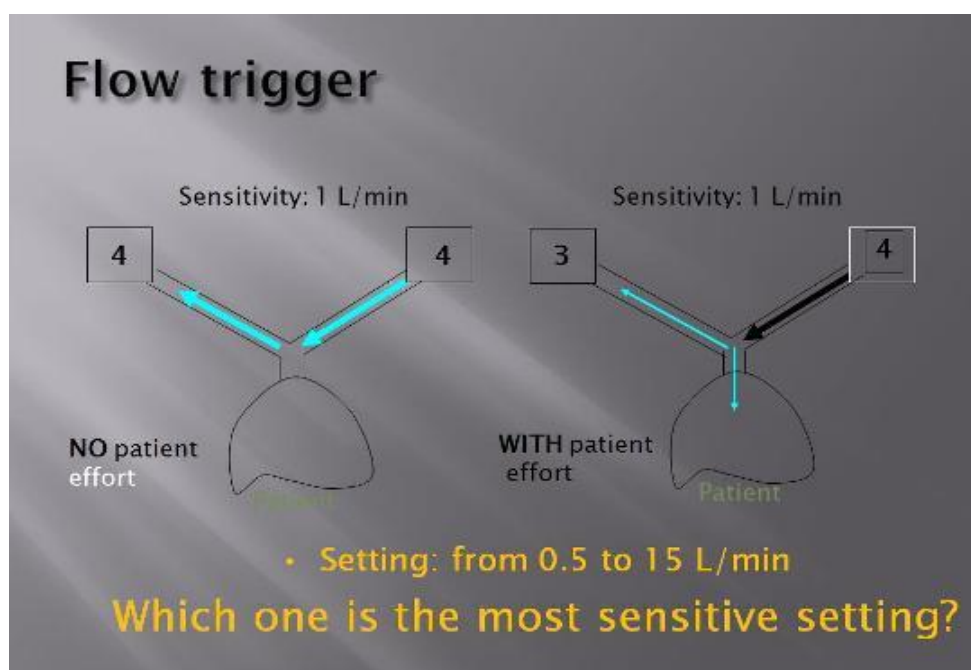 Flow trigger
Sensitivity: 1 L/min
Sensitivity: 1 L/min
4
4
3
4
NO patient
effort
Patient
WITH patient
effort
Patient
• Setting: from 0.5 to 15 L/min
Which one is the most sensitive setting?